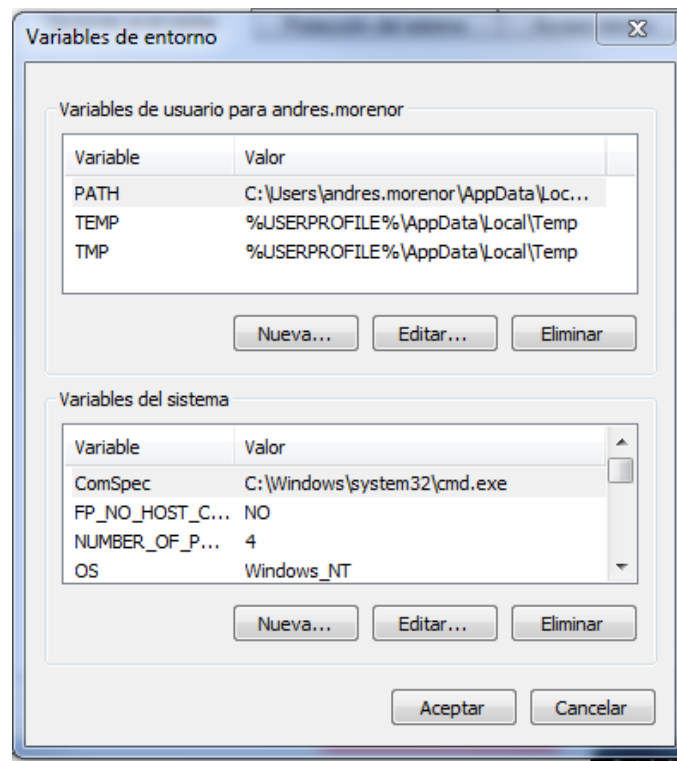 Variables de entorno
Variables de usuario para andres.morenor
Variable Valor
PATH C:\Users\andres.morenor\AppData\Loc...
TEMP %USERPROFILE%\AppData\Local\Temp
TMP %USERPROFILE%\AppData\Local\Temp
Nueva... Editar... Eliminar
Variables del sistema
Variable Valor
ComSpec C:\Windows\system32\cmd.exe
FP_NO_HOST_C... NO
NUMBER_OF_P... 4
OS Windows_NT
Nueva... Editar... Eliminar
Aceptar Cancelar